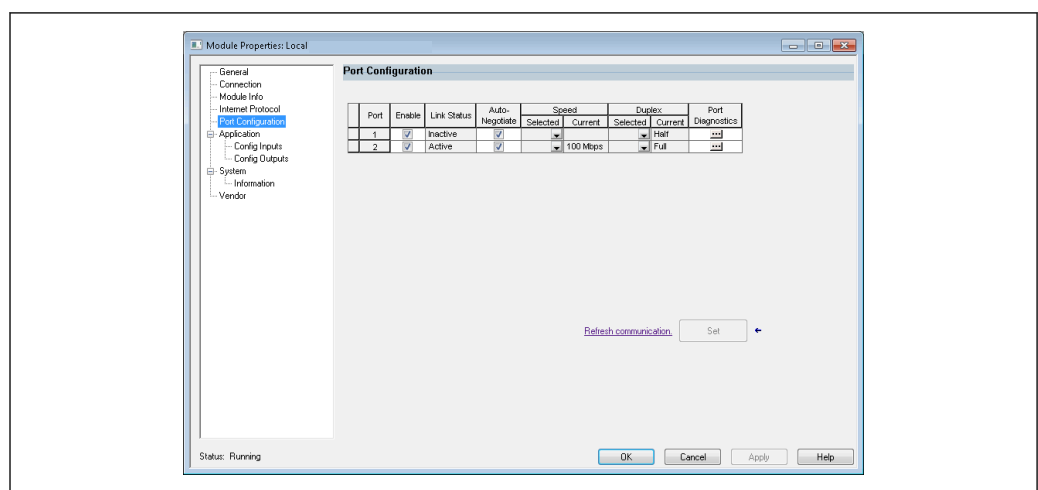 Module Properties: Local
General
Connection
Module Info
Internet Protocol
Port Configuration
Application
Config Inputs
Config Outputs
System
Information
Vendor
Port Configuration
Port Enable Link Status Auto-Negotiate Speed Duplex Port Diagnostics
Selected Current Selected Current
1 Inactive Half ...
2 Active 100 Mbps Full ...
Refresh communication. Set
Status: Running
OK Cancel Apply Help